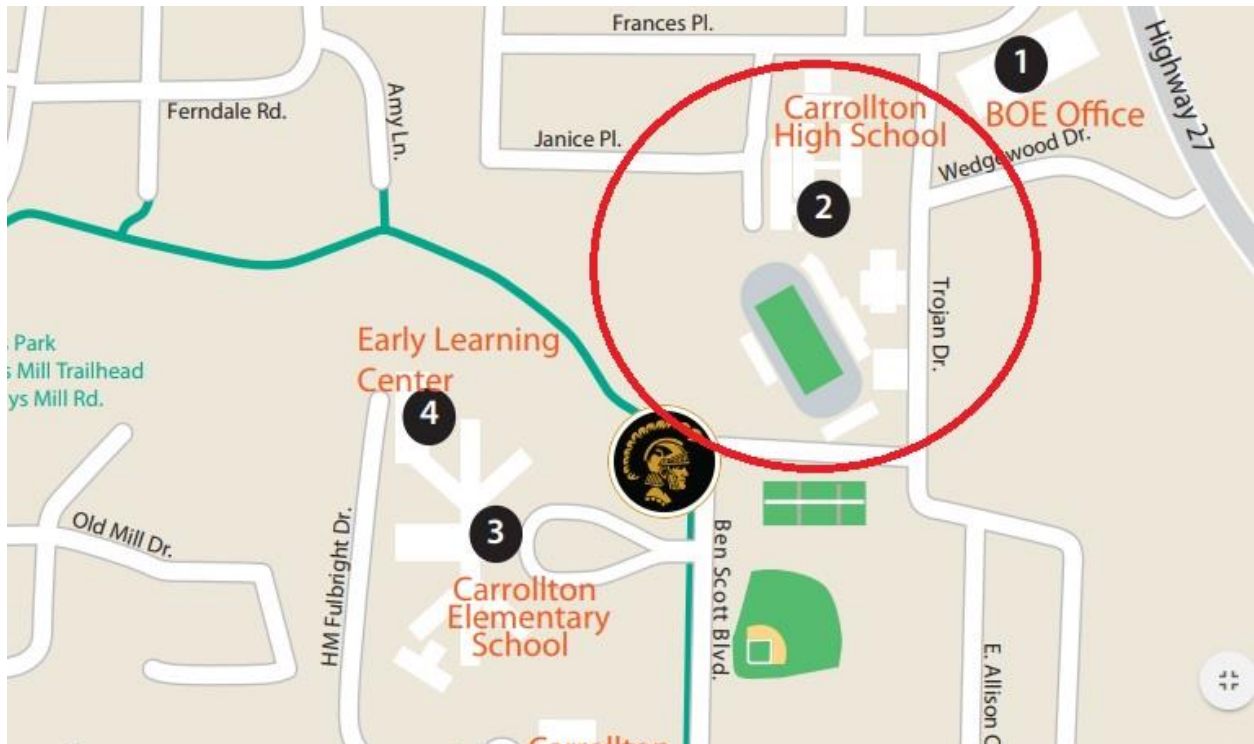 Frances Pl.
1
Highway 27
Ferndale Rd.
Amy Ln.
Janice Pl.
Carrollton
High School
BOE Office
Wedgewood Dr.
2
Trojan Dr.
Park
Mill Trailhead
Mill Rd.
Early Learning
Center
4
Old Mill Dr.
HM Fulbright Dr.
3
Carrollton
Elementary
School
Ben Scott Blvd.
E. Allison